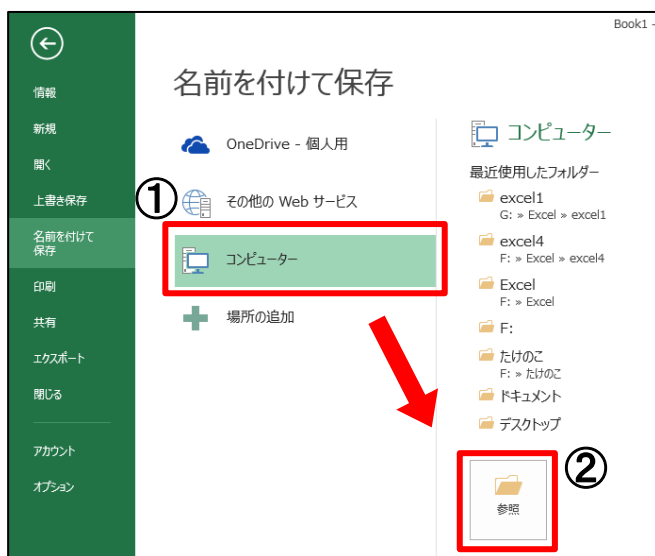 Book1 -
情報
新規
開く
上書き保存
名前を付けて
保存
印刷
共有
エクスポート
閉じる
アカウント
オプション
名前を付けて保存
OneDrive - 個人用
①
その他の Web サービス
コンピューター
場所の追加
コンピューター
最近使用したフォルダー
excel1
G: » Excel » excel1
excel4
F: » Excel » excel4
Excel
F: » Excel
F:
たけのこ
F: » たけのこ
ドキュメント
デスクトップ
②
参照